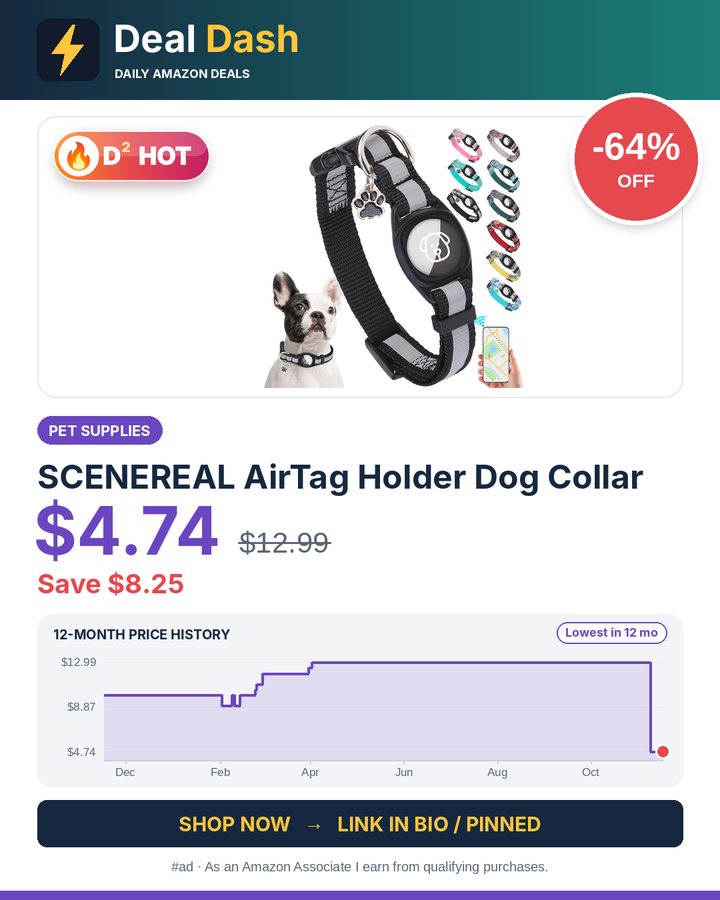 Deal Dash
DAILY AMAZON DEALS
D² HOT
-64%
OFF
PET SUPPLIES
SCENEREAL AirTag Holder Dog Collar
$4.74 $12.99
Save $8.25
12-MONTH PRICE HISTORY
Lowest in 12 mo
$12.99
$8.87
$4.74
Dec Feb Apr Jun Aug Oct
SHOP NOW → LINK IN BIO / PINNED
#ad · As an Amazon Associate I earn from qualifying purchases.